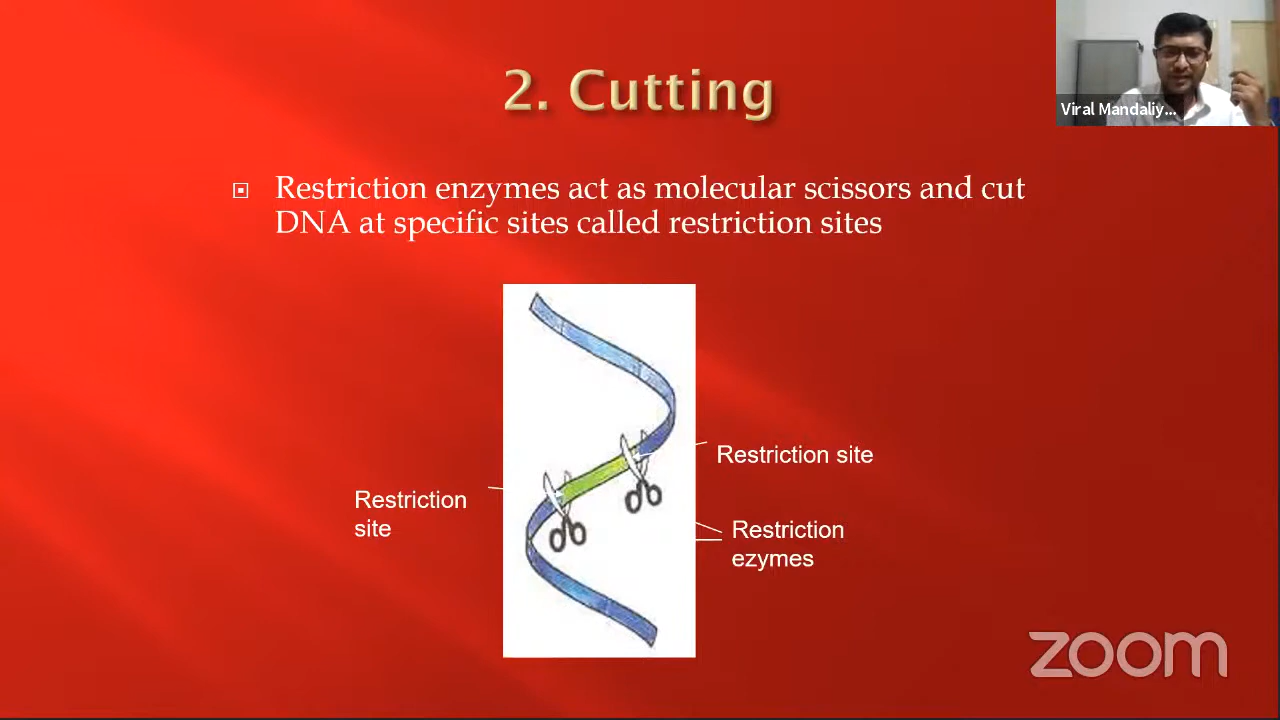 2. Cutting
Viral Mandaliy...
Restriction enzymes act as molecular scissors and cut
DNA at specific sites called restriction sites
Restriction site
Restriction
site
Restriction
ezymes
zoom